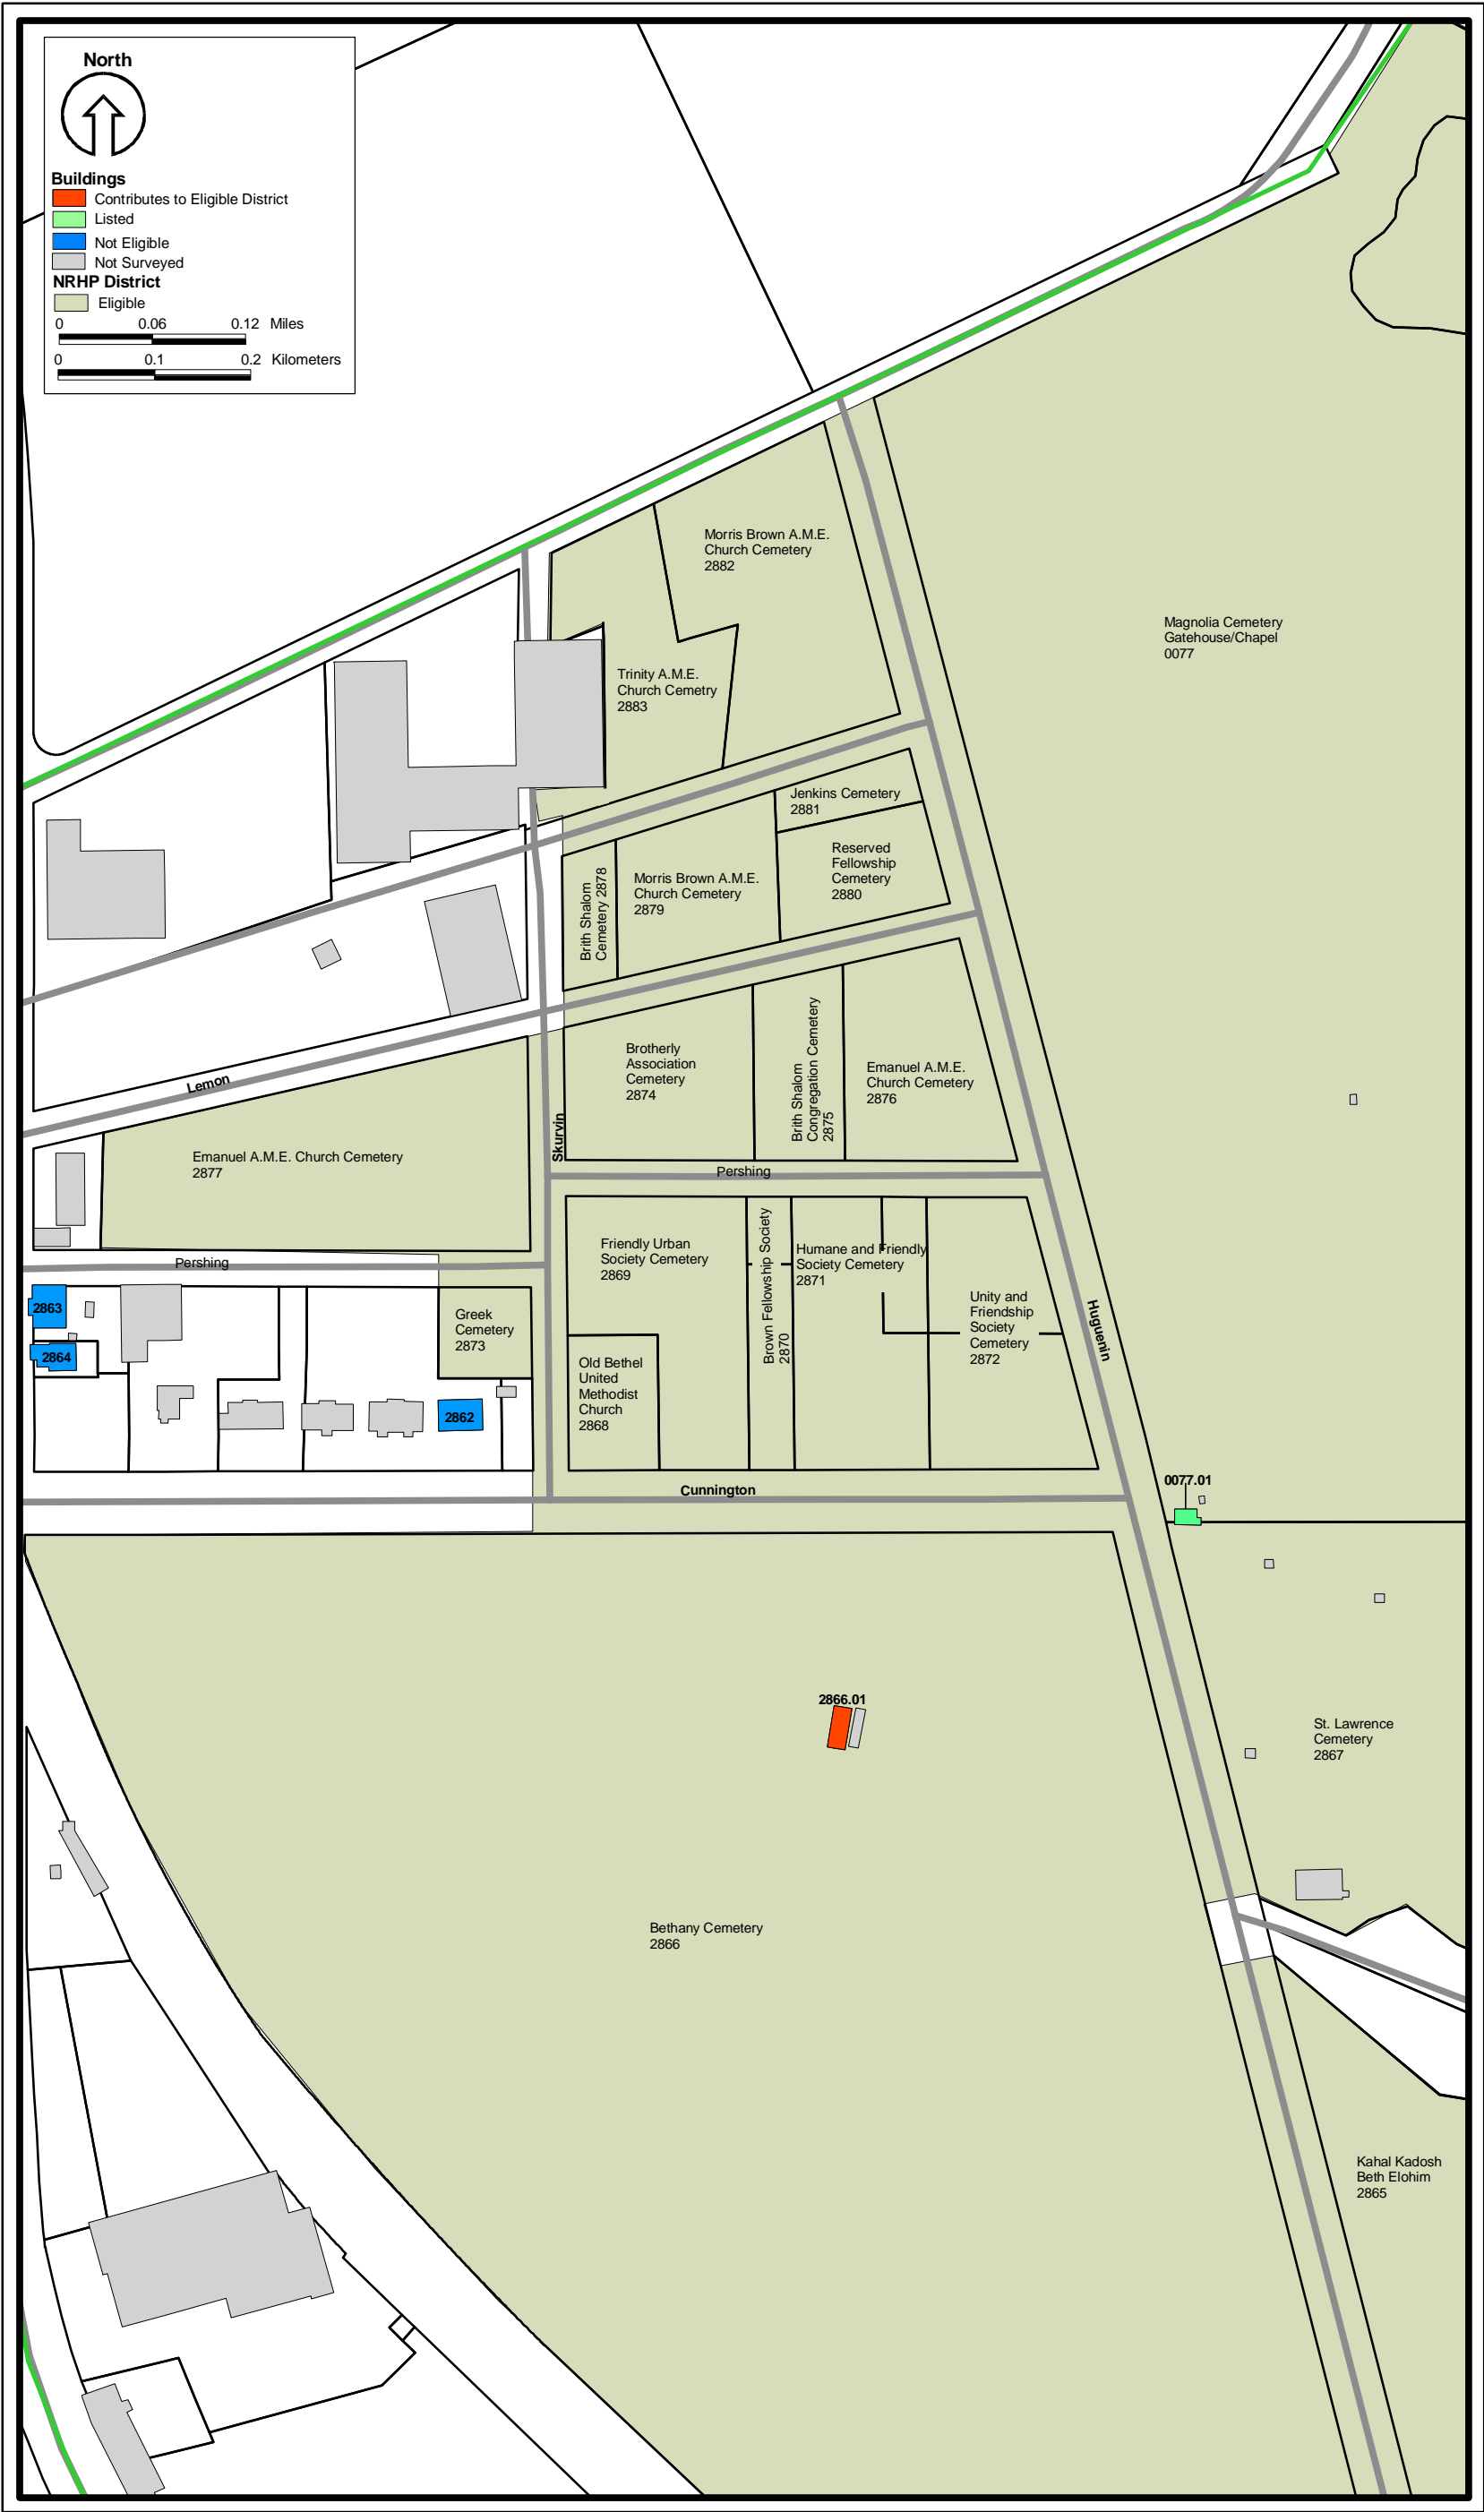 North
Buildings
Contributes to Eligible District
Listed
Not Eligible
Not Surveyed
NRHP District
Eligible
0 0.06 0.12 Miles
0 0.1 0.2 Kilometers
Morris Brown A.M.E.
Church Cemetery
2882
Magnolia Cemetery
Gatehouse/Chapel
0077
Trinity A.M.E.
Church Cemetry
2883
Jenkins Cemetery
2881
Reserved
Fellowship
Cemetery
2880
Morris Brown A.M.E.
Church Cemetery
2879
Brith Shalom
Cemetery 2878
Brotherly
Association
Cemetery
2874
Brith Shalom
Congregation Cemetery
2875
Emanuel A.M.E.
Church Cemetery
2876
Lemon
Skurvin
Emanuel A.M.E. Church Cemetery
2877
Pershing
Pershing
Friendly Urban
Society Cemetery
2869
Brown Fellowship Society
2870
Humane and Friendly
Society Cemetery
2871
Unity and
Friendship
Society
Cemetery
2872
Huguenin
2863
2864
Greek
Cemetery
2873
Old Bethel
United
Methodist
Church
2868
2862
Cunnington
0077.01
2866.01
St. Lawrence
Cemetery
2867
Bethany Cemetery
2866
Kahal Kadosh
Beth Elohim
2865